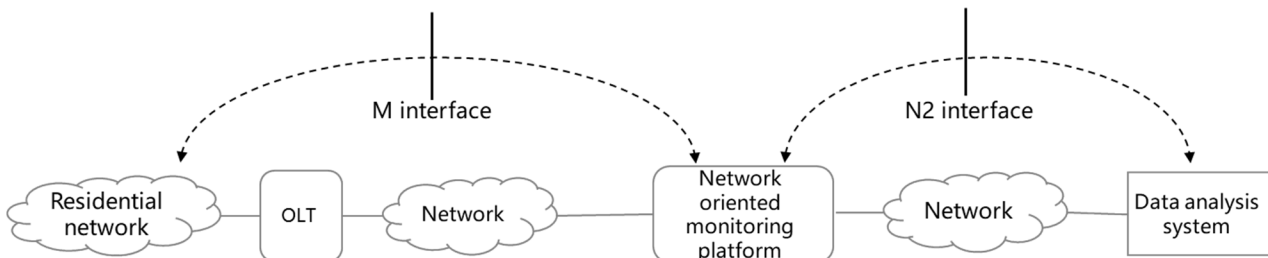 M interface
N2 interface
Residential
network
OLT
Network
Network
oriented
monitoring
platform
Network
Data analysis
system